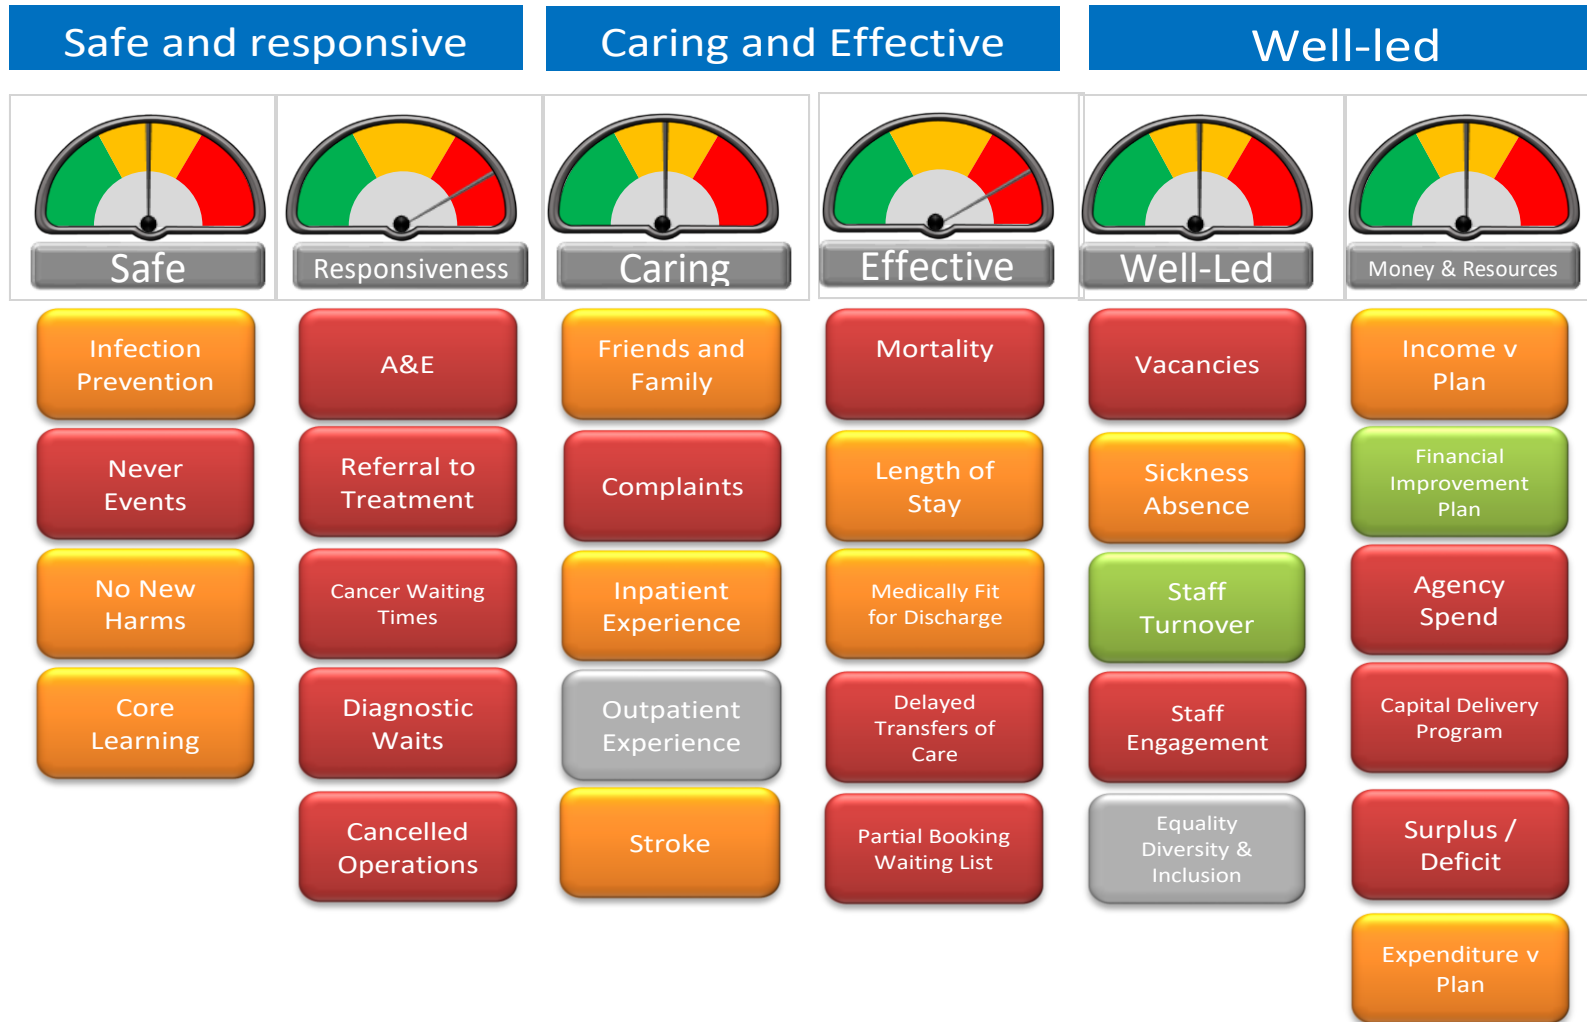 Safe and responsive
Caring and Effective
Well-led
Safe
Responsiveness
Caring
Effective
Well-Led
Money & Resources
Infection
Prevention
Never
Events
No New
Harms
Core
Learning
A&E
Referral to
Treatment
Cancer Waiting
Times
Diagnostic
Waits
Cancelled
Operations
Friends and
Family
Complaints
Inpatient
Experience
Outpatient
Experience
Stroke
Mortality
Length of
Stay
Medically Fit
for Discharge
Delayed
Transfers of
Care
Partial Booking
Waiting List
Vacancies
Sickness
Absence
Staff
Turnover
Staff
Engagement
Equality
Diversity &
Inclusion
Income v
Plan
Financial
Improvement
Plan
Agency
Spend
Capital Delivery
Program
Surplus /
Deficit
Expenditure v
Plan